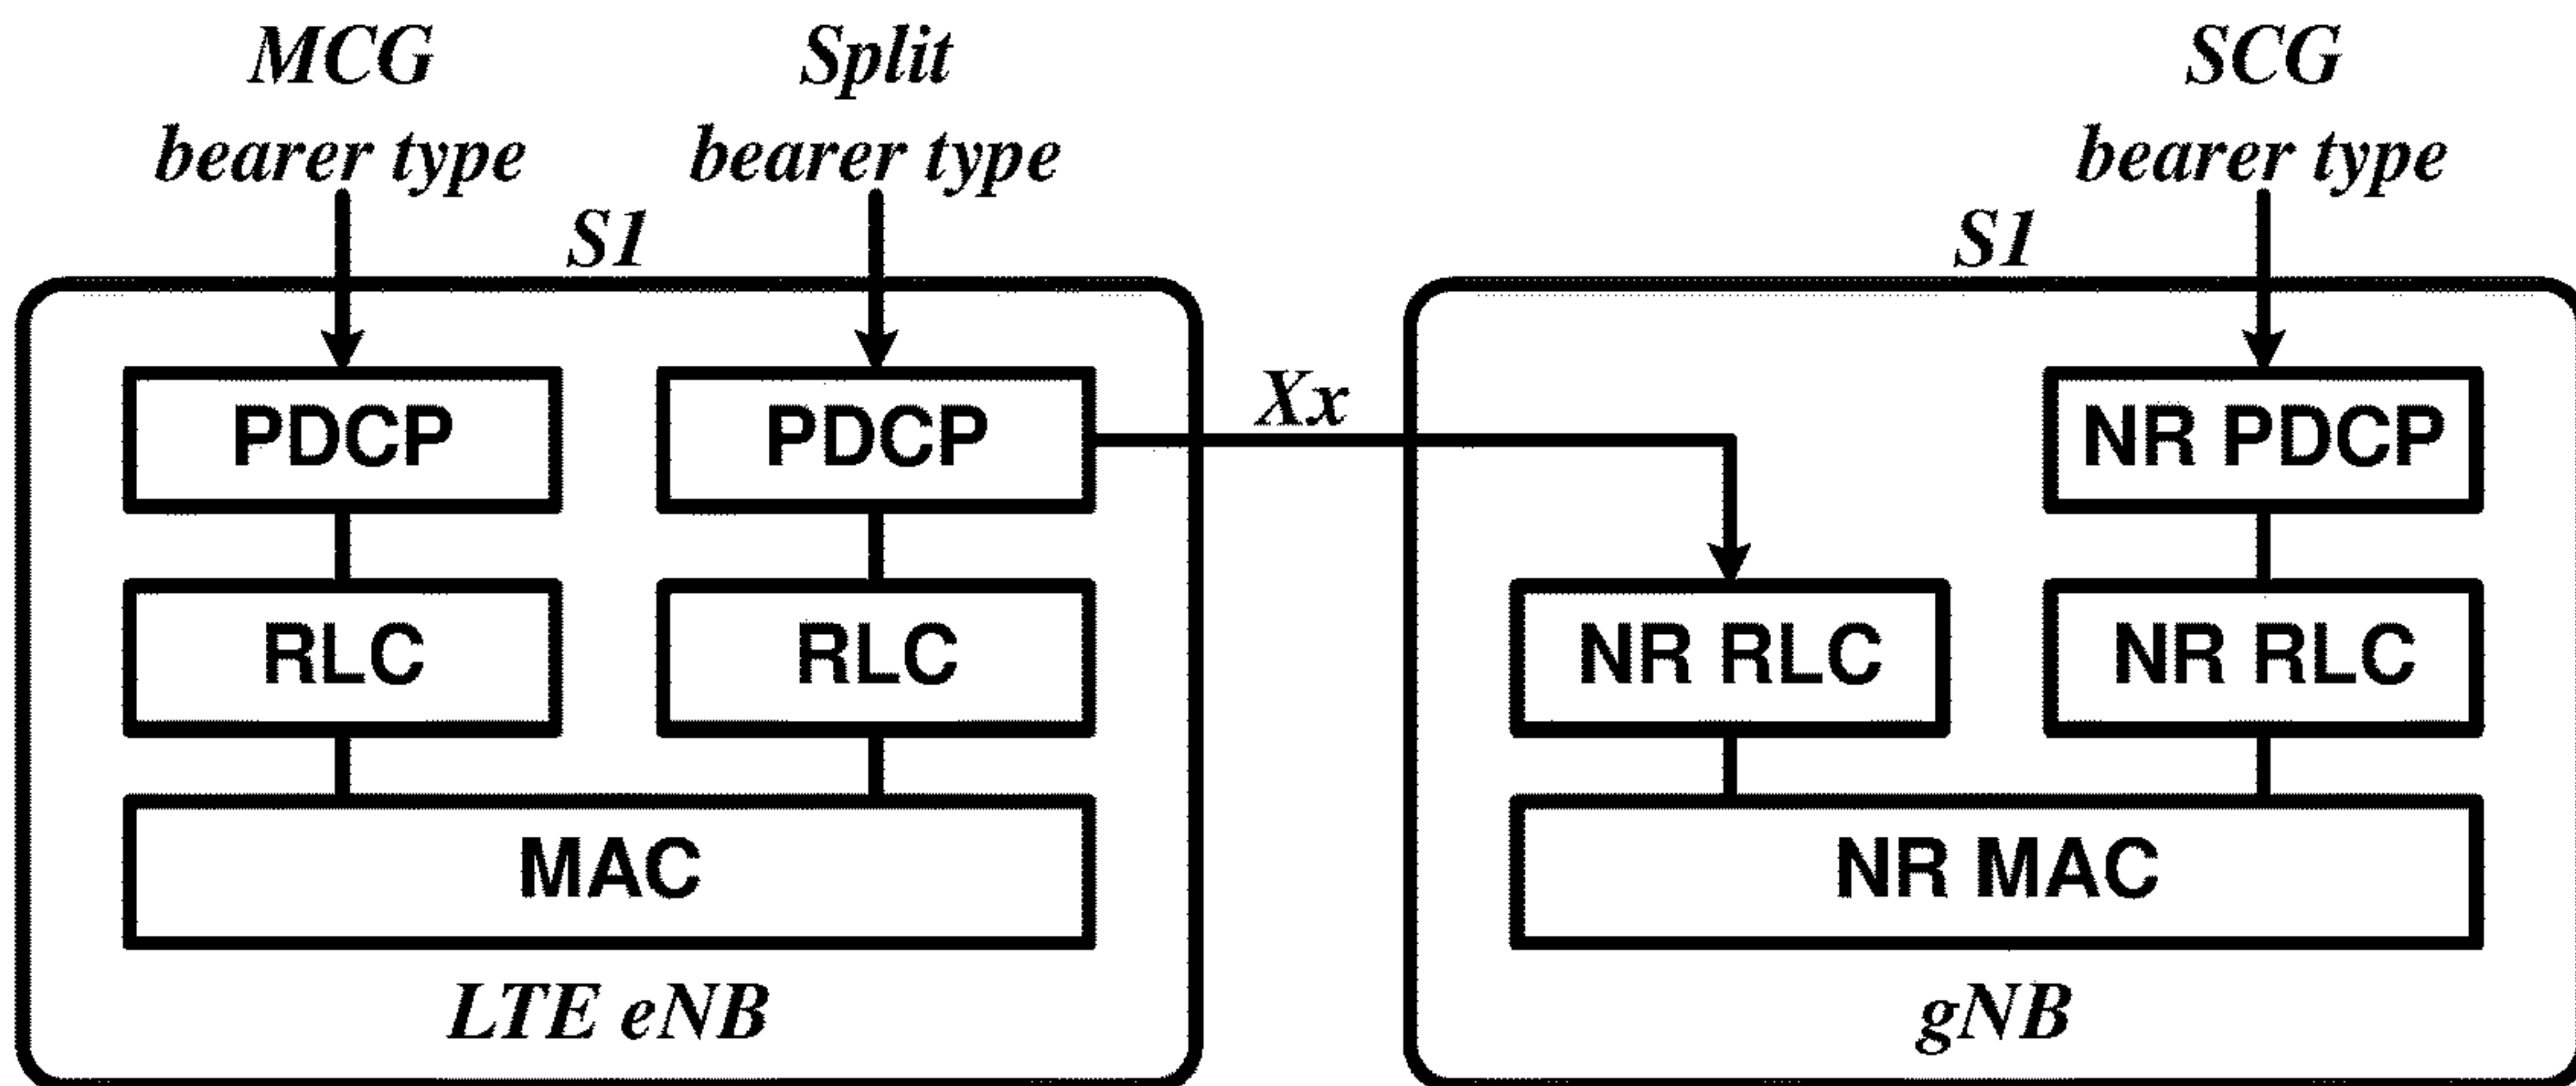 MCG
bearer type
Split
bearer type
SCG
bearer type
S1
S1
PDCP
PDCP
Xx
NR PDCP
RLC
RLC
NR RLC
NR RLC
MAC
NR MAC
LTE eNB
gNB